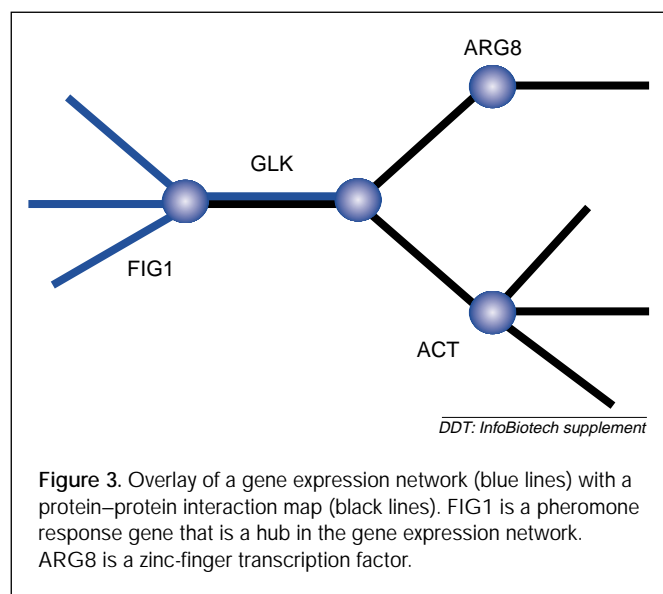 ARG8
GLK
FIG1
ACT
DDT: InfoBiotech supplement
Figure 3. Overlay of a gene expression network (blue lines) with a
protein–protein interaction map (black lines). FIG1 is a pheromone
response gene that is a hub in the gene expression network.
ARG8 is a zinc-finger transcription factor.